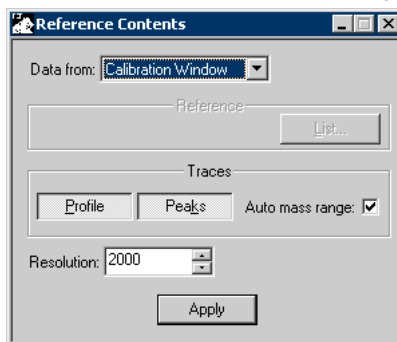 Reference Contents
Data from: Calibration Window
Reference
List...
Traces
Profile Peaks Auto mass range:
Resolution: 2000
Apply